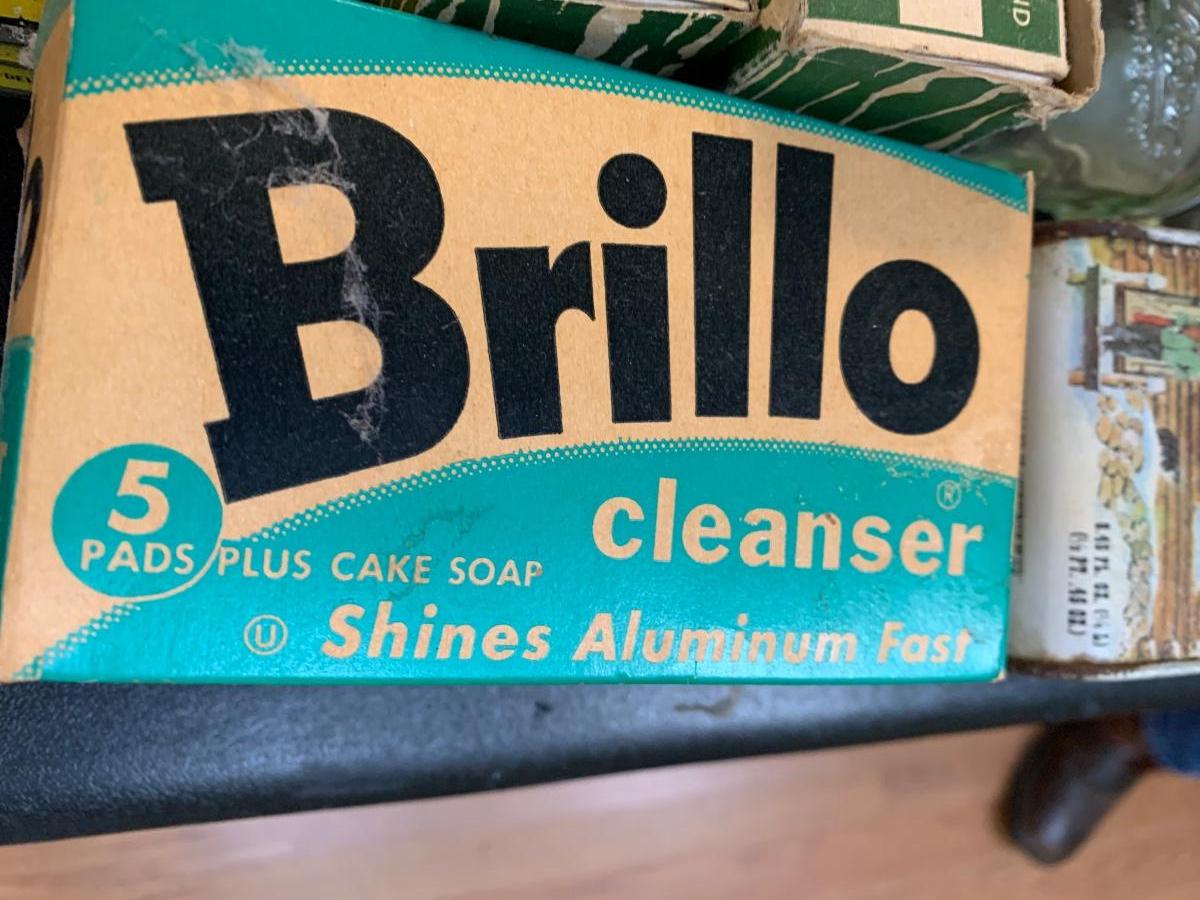 Brillo
cleanser®
5
PADS PLUS CAKE SOAP
Ⓤ Shines Aluminum Fast